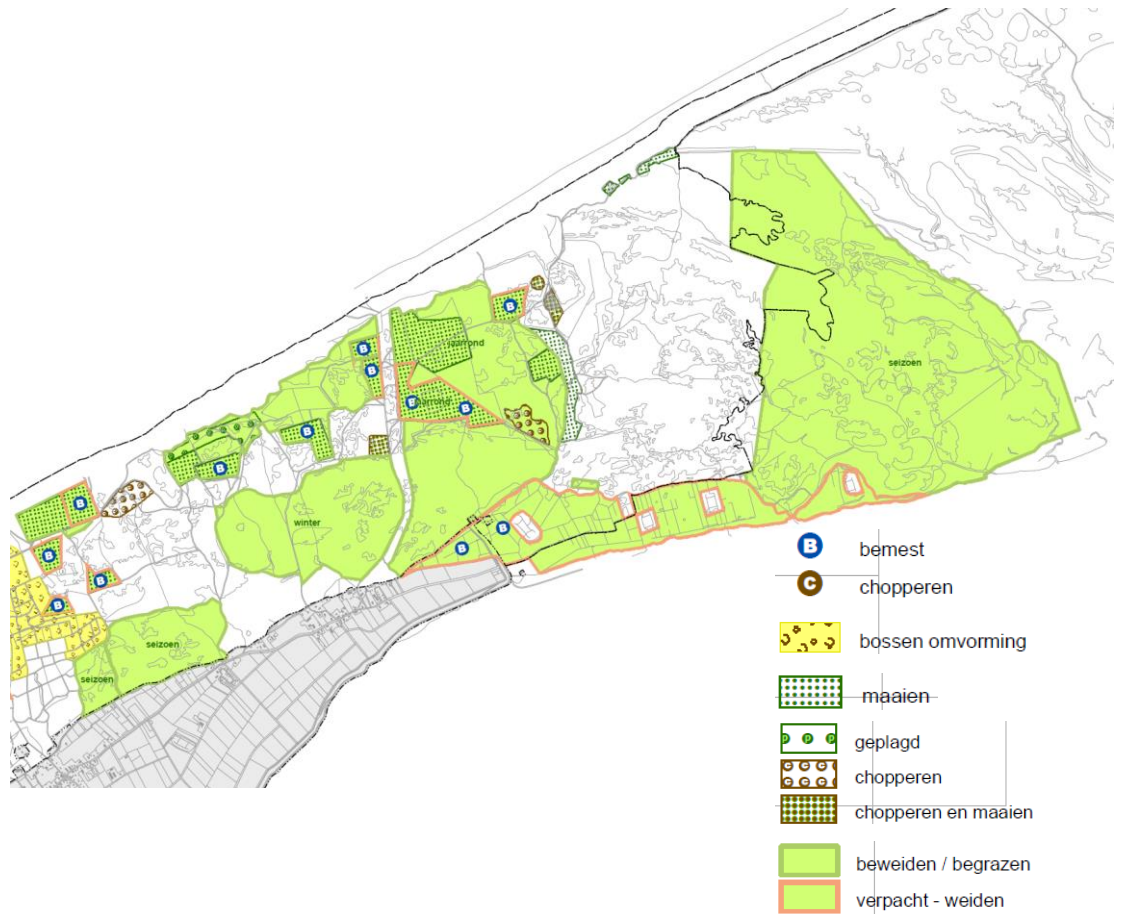 jaarrond
jaarrond
seizoen
winter
seizoen
seizoen
B
B
B
B
B
B
B
B
B
B
B
B
B
B
B bemest
C chopperen
bossen omvorming
maaien
p p p geplagd
chopperen
chopperen en maaien
beweiden / begrazen
verpacht - weiden